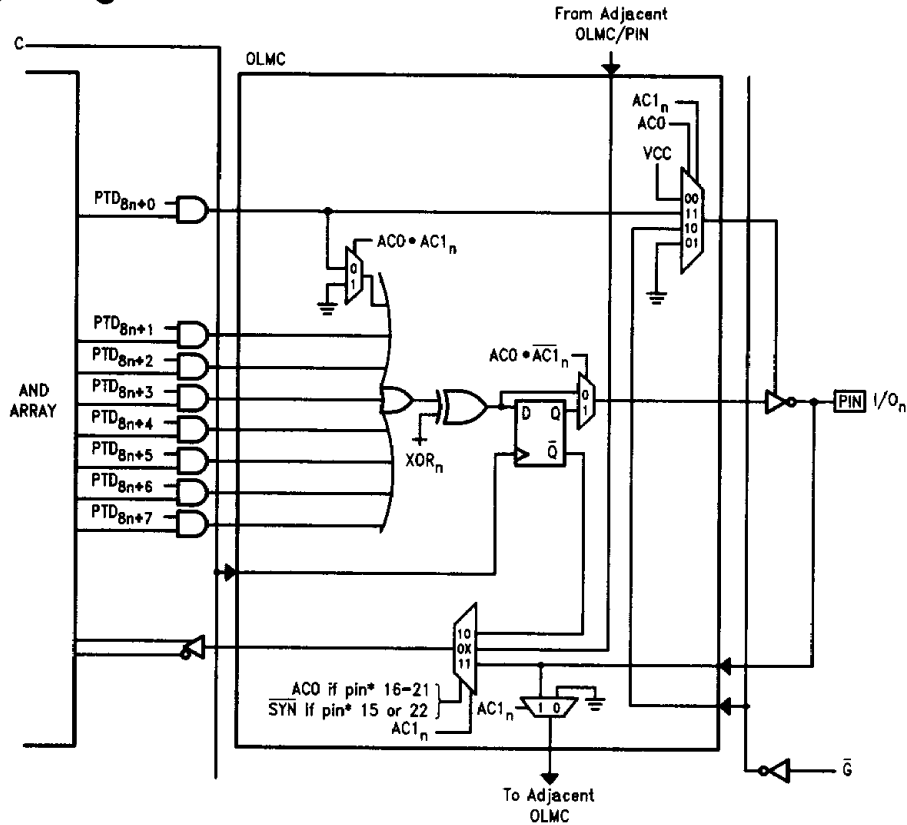 From Adjacent
OLMC/PIN
C
OLMC
AC1n
AC0
VCC
00
11
10
01
PTD8n+0
AC0 • AC1n
0
1
PTD8n+1
PTD8n+2
PTD8n+3
PTD8n+4
PTD8n+5
PTD8n+6
PTD8n+7
AND
ARRAY
XORn
AC0 • A̅C̅1̅n
0
1
D Q
Q̅
PIN I/On
10
0X
11
AC0 if pin* 16-21
S̅Y̅N̅ if pin* 15 or 22
AC1n
AC1n
1 0
G̅
To Adjacent
OLMC